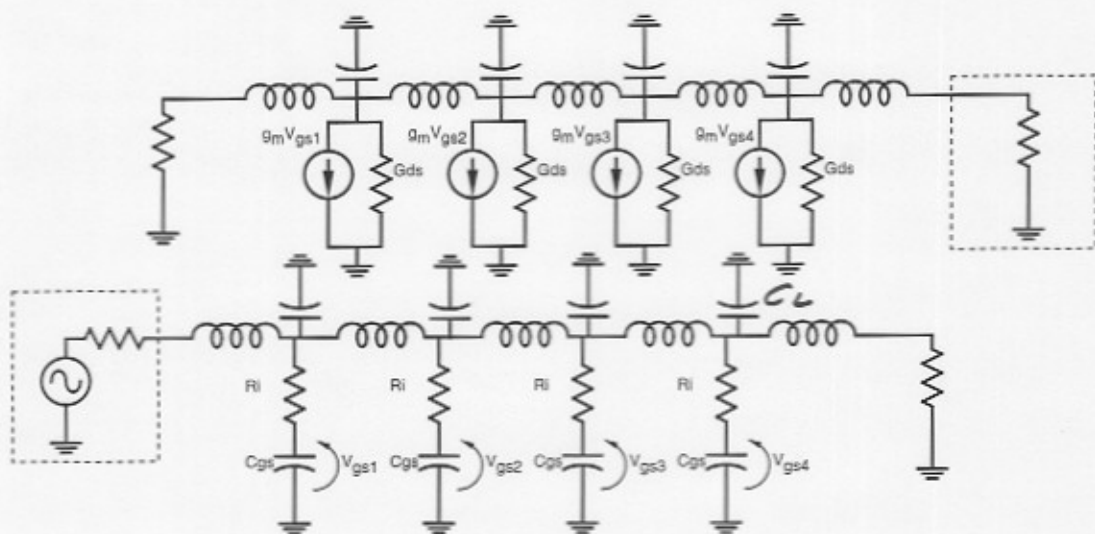 gmVgs1 gmVgs2 gmVgs3 gmVgs4
Gds Gds Gds Gds
CL
Ri Ri Ri Ri
Cgs Vgs1 Cgs Vgs2 Cgs Vgs3 Cgs Vgs4